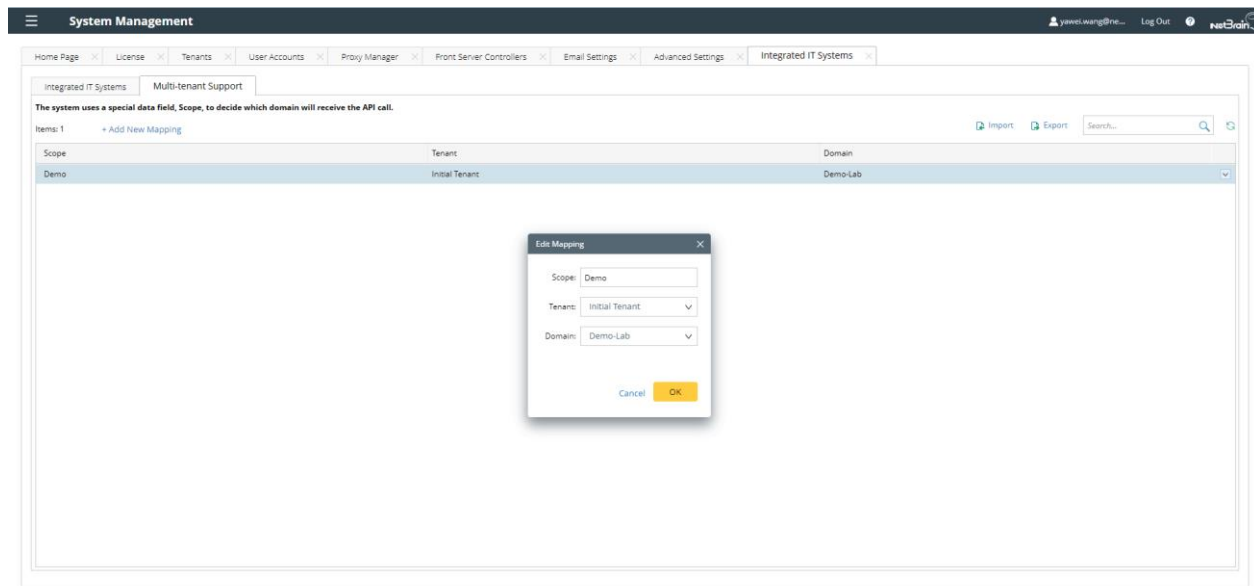 System Management
yawei.wang@ne... Log Out ? NetBrain
Home Page License Tenants User Accounts Proxy Manager Front Server Controllers Email Settings Advanced Settings Integrated IT Systems
Integrated IT Systems Multi-tenant Support
The system uses a special data field, Scope, to decide which domain will receive the API call.
Items: 1 + Add New Mapping Import Export Search...
Scope Tenant Domain
Demo Initial Tenant Demo-Lab
Edit Mapping
Scope: Demo
Tenant: Initial Tenant
Domain: Demo-Lab
Cancel OK